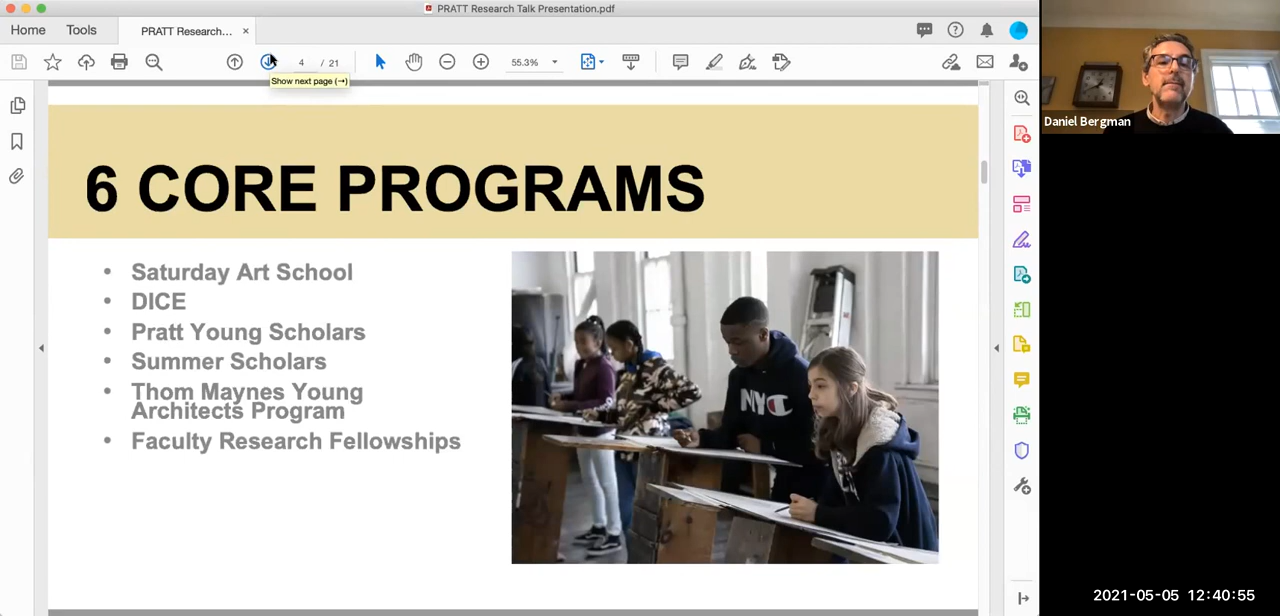 PRATT Research Talk Presentation.pdf
Home
Tools
PRATT Research...
4 / 21
55.3%
Show next page (→)
Daniel Bergman
6 CORE PROGRAMS
• Saturday Art School
• DICE
• Pratt Young Scholars
• Summer Scholars
• Thom Maynes Young
Architects Program
• Faculty Research Fellowships
NYC
2021-05-05 12:40:55